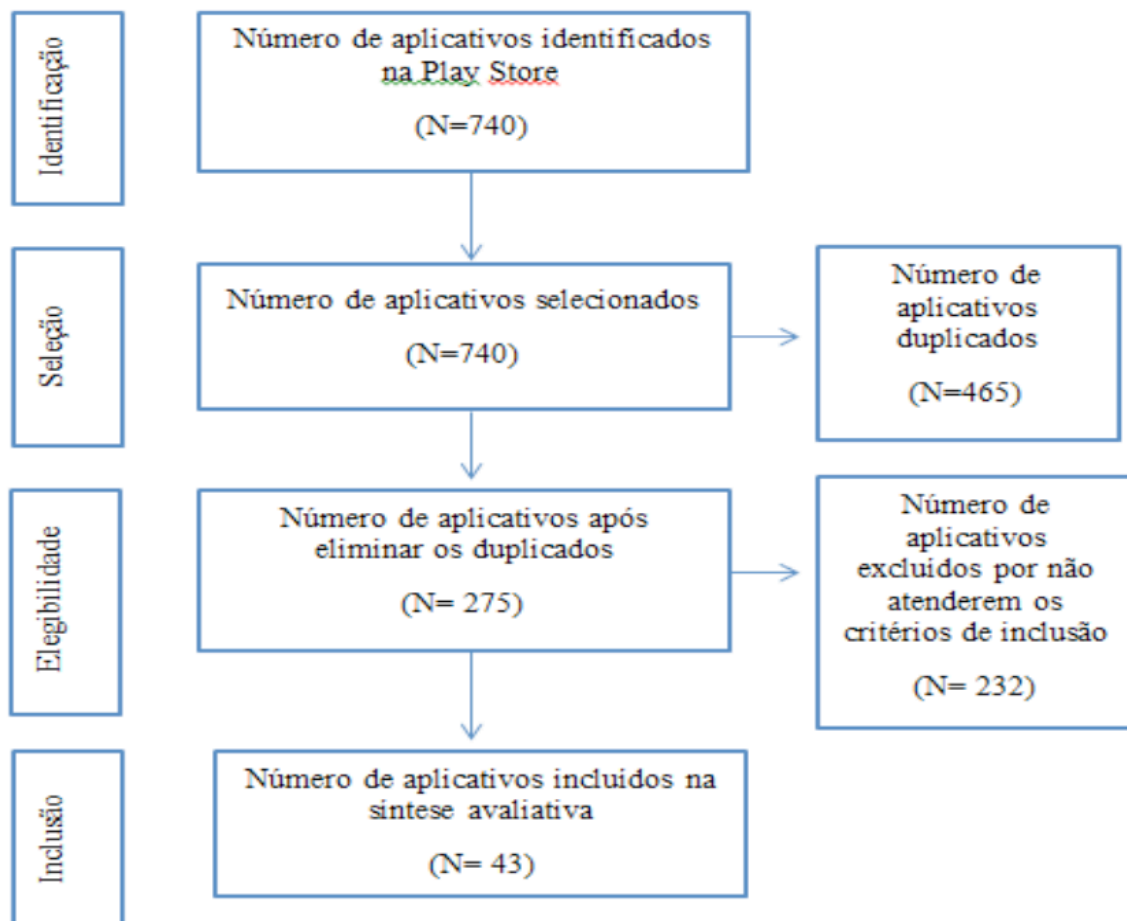 Identificação
Número de aplicativos identificados
na Play Store
(N=740)
Seleção
Número de aplicativos selecionados
(N=740)
Número de
aplicativos
duplicados
(N=465)
Elegibilidade
Número de aplicativos após
eliminar os duplicados
(N= 275)
Número de
aplicativos
excluídos por não
atenderem os
critérios de inclusão
(N= 232)
Inclusão
Número de aplicativos incluidos na
síntese avaliativa
(N= 43)